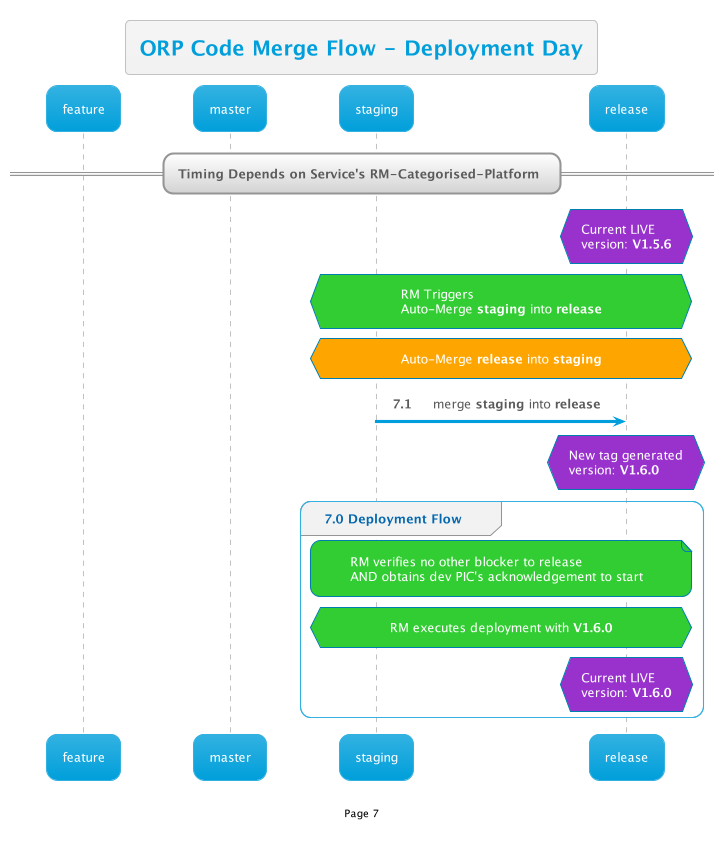 ORP Code Merge Flow - Deployment Day
feature
master
staging
release
Timing Depends on Service's RM-Categorised-Platform
Current LIVE
version: V1.5.6
RM Triggers
Auto-Merge staging into release
Auto-Merge release into staging
7.1 merge staging into release
New tag generated
version: V1.6.0
7.0 Deployment Flow
RM verifies no other blocker to release
AND obtains dev PIC's acknowledgement to start
RM executes deployment with V1.6.0
Current LIVE
version: V1.6.0
feature
master
staging
release
Page 7